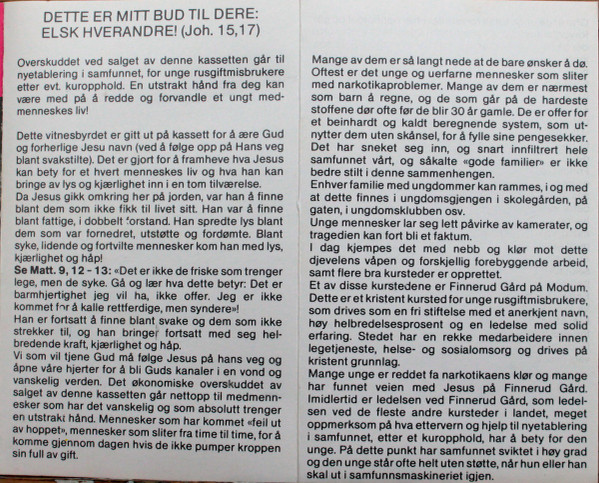 DETTE ER MITT BUD TIL DERE:
ELSK HVERANDRE! (Joh. 15,17)
Overskuddet ved salget av denne kassetten går til
nyetablering i samfunnet, for unge rusgiftmisbrukere
etter evt. kuropphold. En utstrakt hånd fra deg kan
være med på å redde og forvandle et ungt med-
menneskes liv!
Dette vitnesbyrdet er gitt ut på kassett for å ære Gud
og forherlige Jesu navn (ved å følge opp på Hans veg
blant svakstilte). Det er gjort for å framheve hva Jesus
kan bety for et hvert menneskes liv og hva han kan
bringe av lys og kjærlighet inn i en tom tilværelse.
Da Jesus gikk omkring her på jorden, var han å finne
blant dem som ikke fikk til livet sitt. Han var å finne
blant fattige, i dobbelt forstand. Han spredte lys blant
dem som var fornedret, utstøtte og fordømte. Blant
syke, lidende og fortvilte mennesker kom han med lys,
kjærlighet og håp!
Se Matt. 9, 12 - 13: «Det er ikke de friske som trenger
lege, men de syke. Gå og lær hva dette betyr: Det er
barmhjertighet jeg vil ha, ikke offer. Jeg er ikke
kommet for å kalle rettferdige, men syndere»!
Han er fortsatt å finne blant svake og dem som ikke
strekker til, og han bringer fortsatt med seg hel-
bredende kraft, kjærlighet og håp.
Vi som vil tjene Gud må følge Jesus på hans veg og
åpne våre hjerter for å bli Guds kanaler i en vond og
vanskelig verden. Det økonomiske overskuddet av
salget av denne kassetten går nettopp til medmenn-
esker som har det vanskelig og som absolutt trenger
en utstrakt hånd. Mennesker som har kommet «feil ut
av hoppet», mennesker som sliter fra time til time, for å
komme gjennom dagen hvis de ikke pumper kroppen
sin full av gift.
Mange av dem er så langt nede at de bare ønsker å dø.
Oftest er det unge og uerfarne mennesker som sliter
med narkotikaproblemer. Mange av dem er nærmest
som barn å regne, og de som går på de hardeste
stoffene dør ofte før de blir 30 år gamle. De er offer for
et beinhardt og kaldt beregnende system, som ut-
nytter dem uten skånsel, for å fylle sine pengesekker.
Det har sneket seg inn, og snart innfiltrert hele
samfunnet vårt, og såkalte «gode familier» er ikke
bedre stilt i denne sammenhengen.
Enhver familie med ungdommer kan rammes, i og med
at dette finnes i ungdomsgjengen i skolegården, på
gaten, i ungdomsklubben osv.
Unge mennesker lar seg lett påvirke av kamerater, og
tragedien kan fort bli et faktum.
I dag kjempes det med nebb og klør mot dette
djevelens våpen og forskjellig forebyggende arbeid,
samt flere bra kursteder er opprettet.
Et av disse kurstedene er Finnerud Gård på Modum.
Dette er et kristent kursted for unge rusgiftmisbrukere,
som drives som en fri stiftelse med et anerkjent navn,
høy helbredelsesprosent og en ledelse med solid
erfaring. Stedet har en rekke medarbeidere innen
legetjeneste, helse- og sosialomsorg og drives på
kristent grunnlag.
Mange unge er reddet fa narkotikaens klør og mange
har funnet veien med Jesus på Finnerud Gård.
Imidlertid er ledelsen ved Finnerud Gård, som ledel-
sen ved de fleste andre kursteder i landet, meget
oppmerksom på hva ettervern og hjelp til nyetablering
i samfunnet, etter et kuropphold, har å bety for den
unge. På dette punkt har samfunnet sviktet i høy grad
og den unge står ofte helt uten støtte, når hun eller han
skal ut i samfunnsmaskineriet igjen.